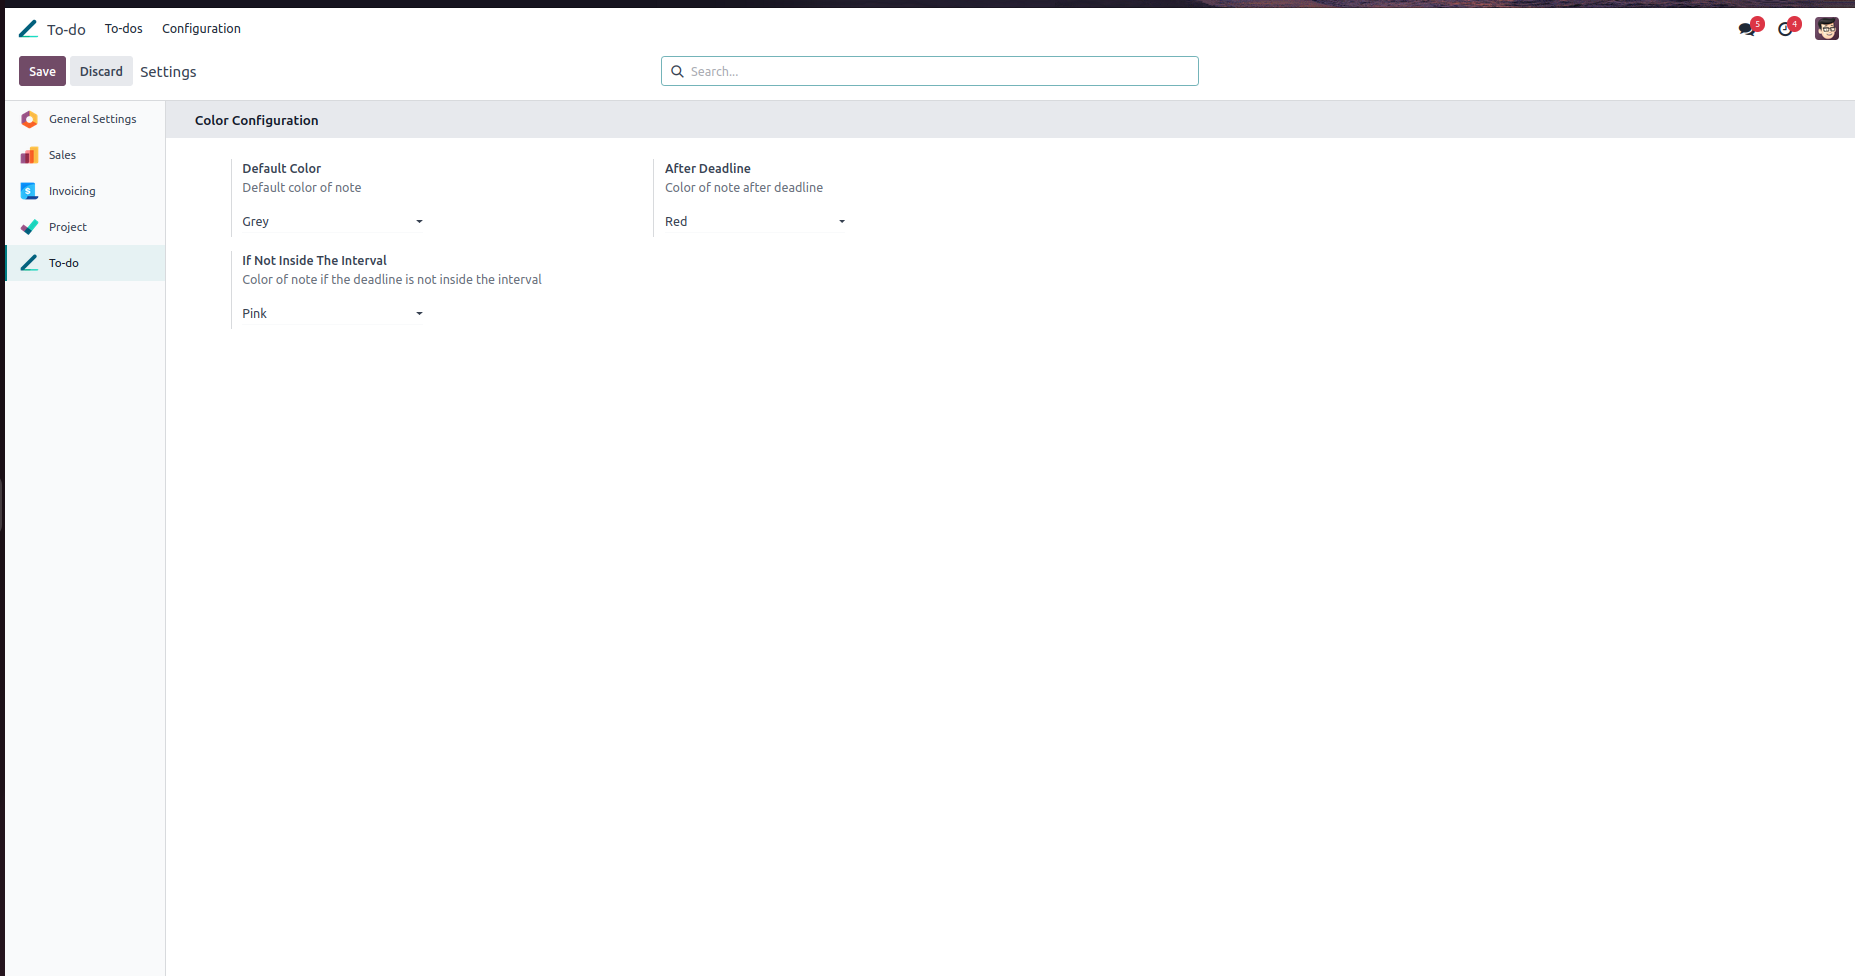 To-do To-dos Configuration 5 4
Save Discard Settings Search...
General Settings
Sales
Invoicing
Project
To-do
Color Configuration
Default Color
Default color of note
Grey
After Deadline
Color of note after deadline
Red
If Not Inside The Interval
Color of note if the deadline is not inside the interval
Pink